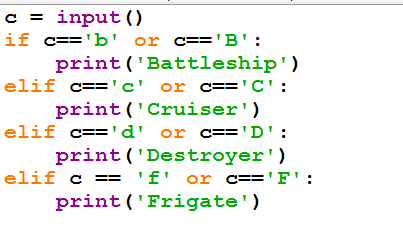 c = input()
if c=='b' or c=='B':
    print('Battleship')
elif c=='c' or c=='C':
    print('Cruiser')
elif c=='d' or c=='D':
    print('Destroyer')
elif c == 'f' or c=='F':
    print('Frigate')